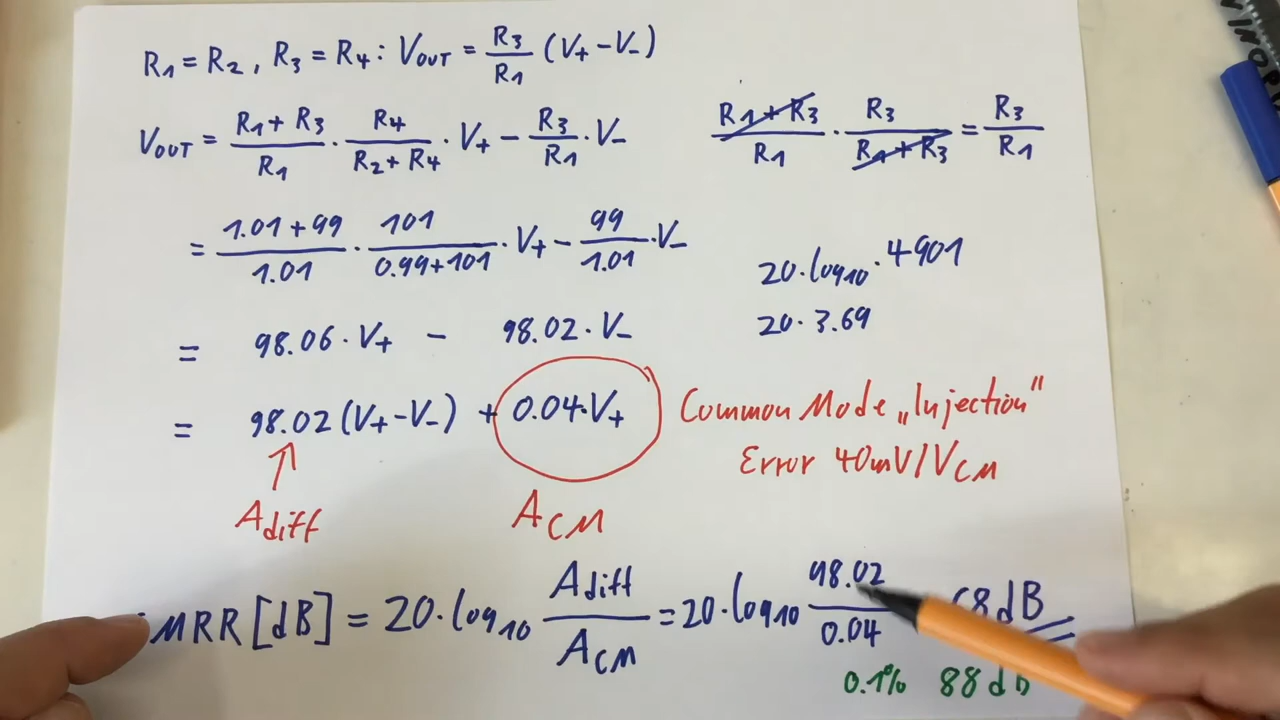 R1 = R2, R3 = R4: VOUT = R3/R1 (V+ - V-)
VOUT = (R1 + R3)/R1 · R4/(R2 + R4) · V+ - R3/R1 · V-
(R1 + R3)/R1 · R3/(R1 + R3) = R3/R1
= (1.01 + 99)/1.01 · 101/(0.99+101) · V+ - 99/1.01 · V-
20·log10 · 4901
20 · 3.69
= 98.06 · V+ - 98.02 · V-
= 98.02 (V+ - V-) + 0.04 · V+
Common Mode „Injection"
Error 40mV/VCM
↑
Adiff
ACM
MRR [dB] = 20·log10 Adiff/ACM = 20·log10 98.02/0.04 68dB
0.1% 88dB